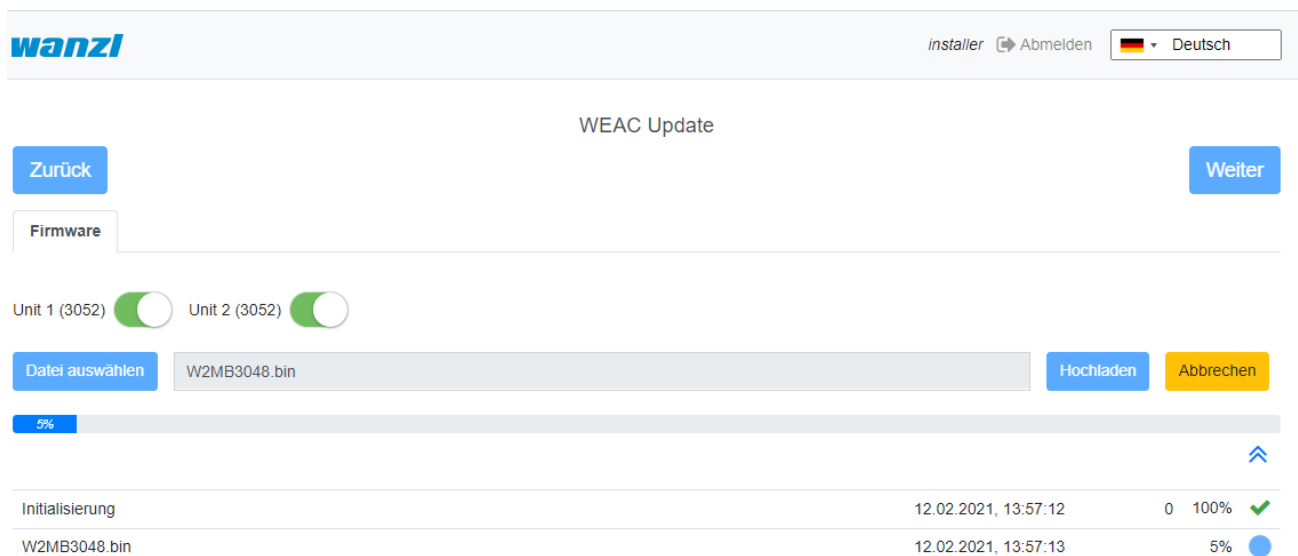 wanzl
installer Abmelden Deutsch
WEAC Update
Zurück Weiter
Firmware
Unit 1 (3052) Unit 2 (3052)
Datei auswählen W2MB3048.bin Hochladen Abbrechen
5%
Initialisierung 12.02.2021, 13:57:12 0 100%
W2MB3048.bin 12.02.2021, 13:57:13 5%